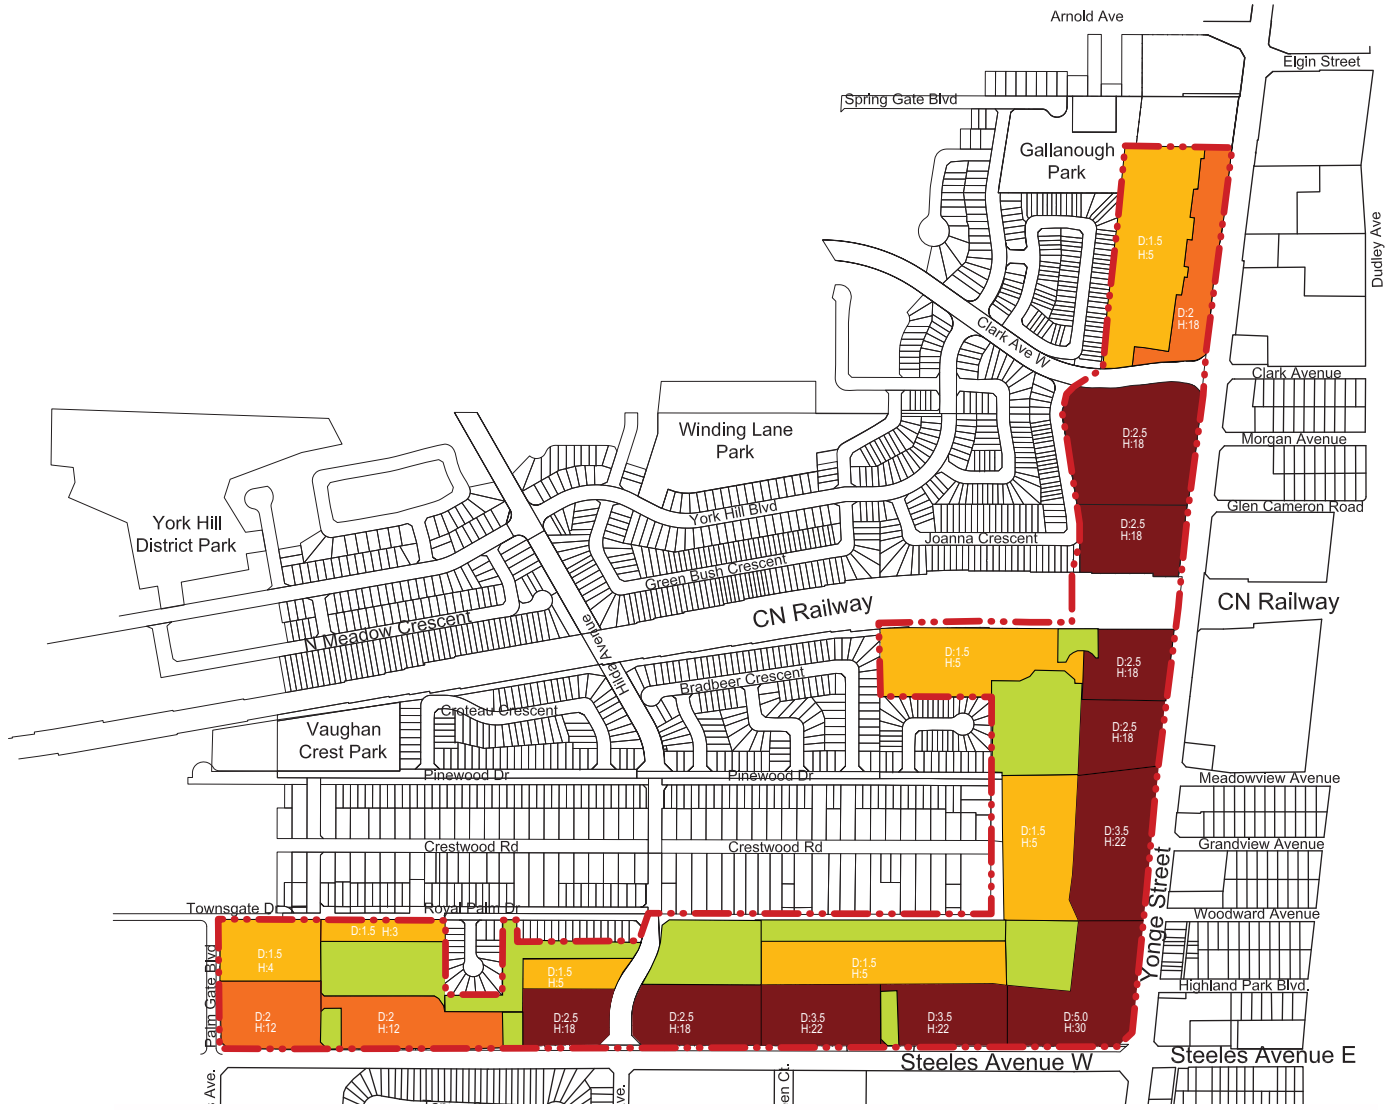 Arnold Ave
Elgin Street
Spring Gate Blvd
Gallanough
Park
Dudley Ave
D:1.5
H:5
D:2
H:18
Clark Ave W
Clark Avenue
Winding Lane
Park
D:2.5
H:18
Morgan Avenue
York Hill Blvd
Glen Cameron Road
York Hill
District Park
D:2.5
H:18
Joanna Crescent
Green Bush Crescent
CN Railway
CN Railway
N Meadow Crescent
Hilda Avenue
D:1.5
H:5
D:2.5
H:18
Bradbeer Crescent
Croteau Crescent
Vaughan
Crest Park
D:2.5
H:18
Pinewood Dr
Pinewood Dr
Meadowview Avenue
D:1.5
H:5
D:3.5
H:22
Crestwood Rd
Crestwood Rd
Grandview Avenue
Yonge Street
Townsgate Dr
Royal Palm Dr
Woodward Avenue
D:1.5 H:3
Palm Gate Blvd
D:1.5
H:4
D:1.5
H:5
D:1.5
H:5
Highland Park Blvd.
D:2
H:12
D:2
H:12
D:2.5
H:18
D:2.5
H:18
D:3.5
H:22
D:3.5
H:22
D:5.0
H:30
Steeles Avenue W
Steeles Avenue E
Ave.
ve.
en Ct.